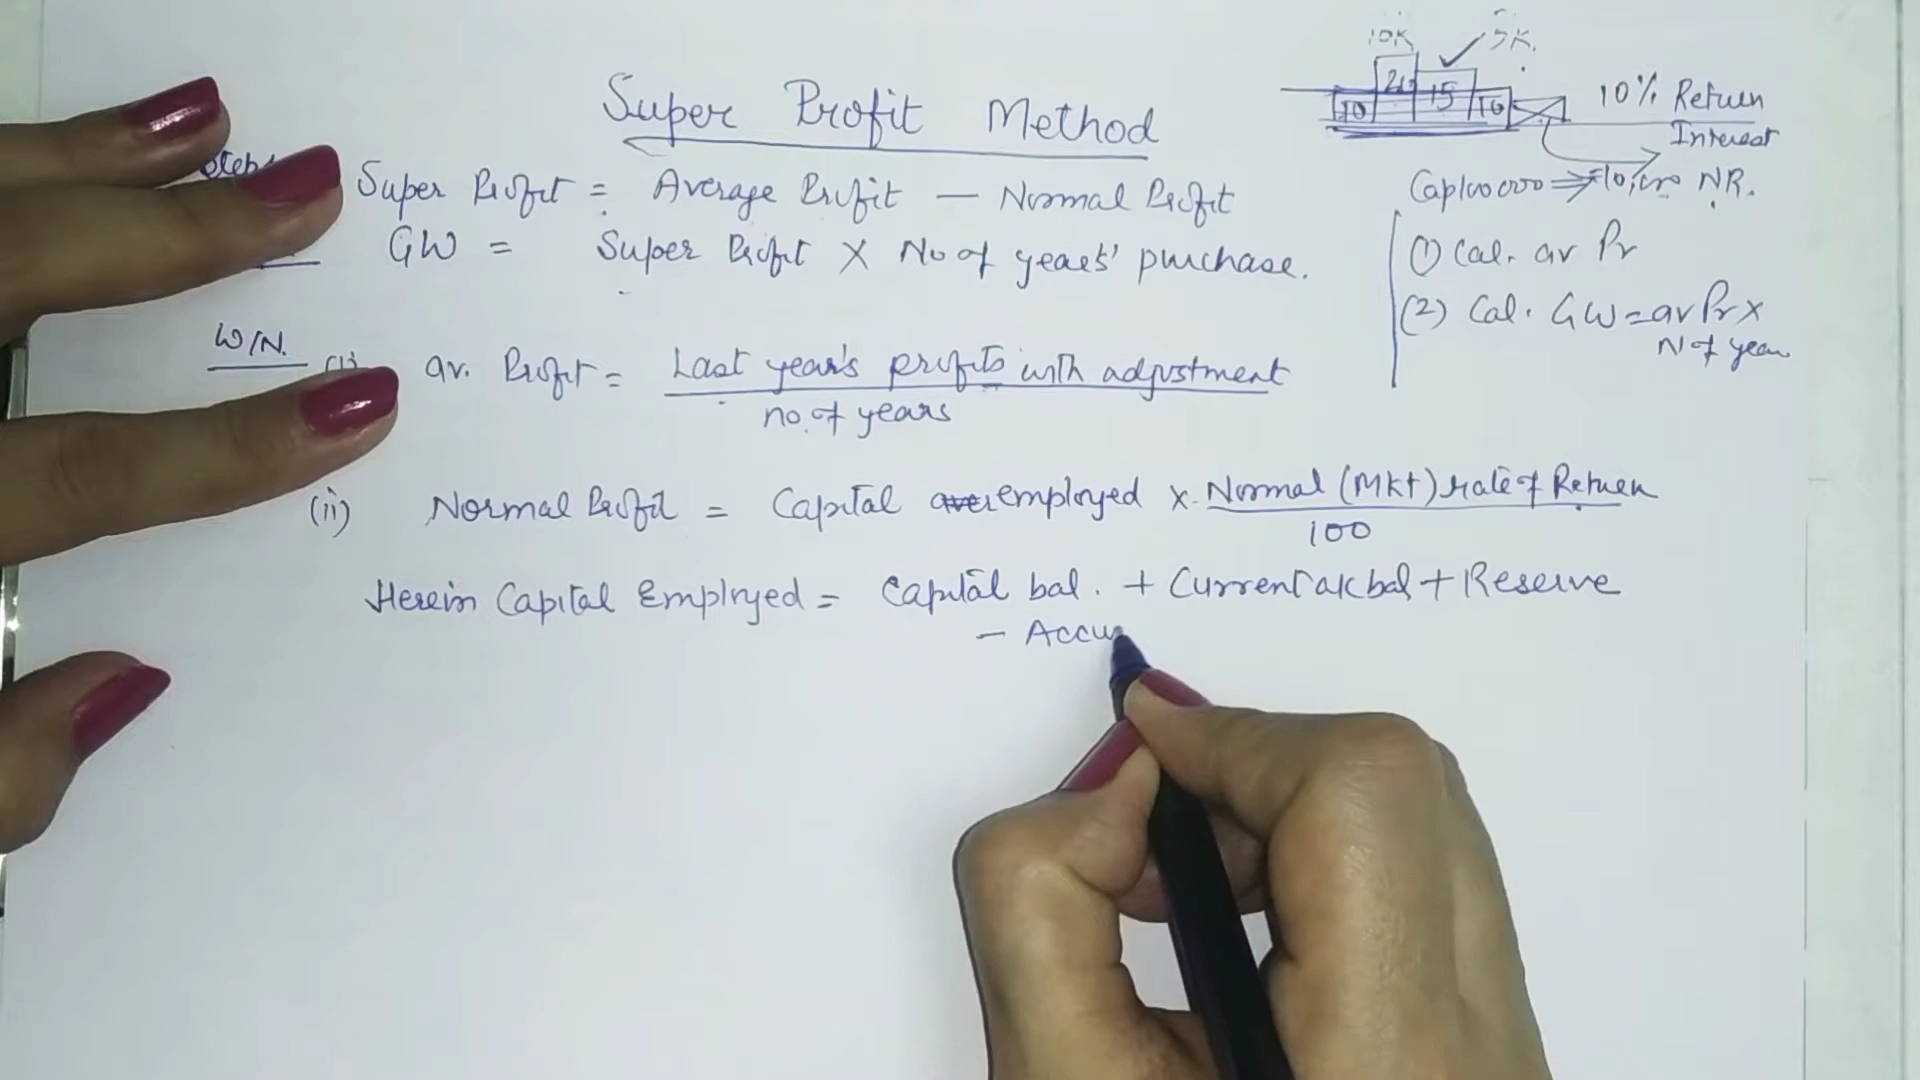 Super Profit Method
Steps
Super Profit = Average Profit — Normal Profit
GW = Super Profit X No of years' purchase.
W/N.
(i) av. Profit = Last year's profits with adjustment
no. of years
(ii) Normal Profit = Capital employed x Normal (Mkt) rate of Return
100
Herein Capital Employed = Capital bal. + Current a/c bal + Reserve
— Accu
10K 5K.
10 20 15 10 10% Return
Interest
NR.
(1) Cal. av Pr
(2) Cal. GW = av Pr x
N of year